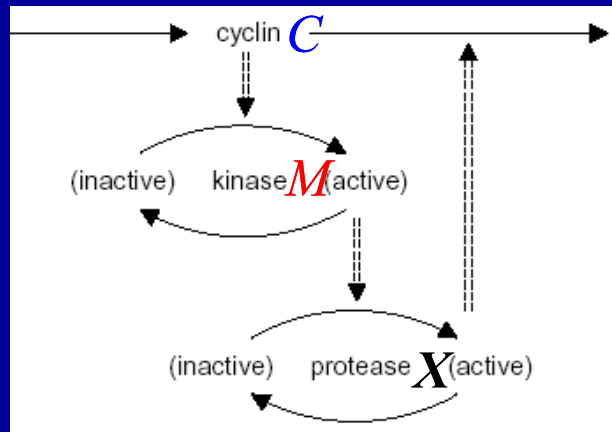 cyclin C
(inactive) kinase M (active)
(inactive) protease X (active)